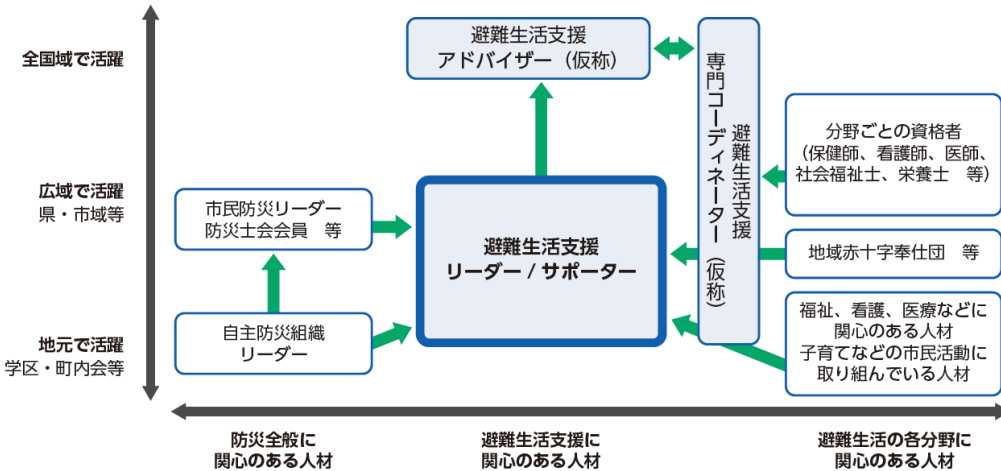 全国域で活躍
避難生活支援
アドバイザー（仮称）
避難生活支援
専門コーディネーター（仮称）
分野ごとの資格者
（保健師、看護師、医師、
社会福祉士、栄養士　等）
広域で活躍
県・市域等
市民防災リーダー
防災士会会員　等
避難生活支援
リーダー / サポーター
地域赤十字奉仕団　等
地元で活躍
学区・町内会等
自主防災組織
リーダー
福祉、看護、医療などに
関心のある人材
子育てなどの市民活動に
取り組んでいる人材
防災全般に
関心のある人材
避難生活支援に
関心のある人材
避難生活の各分野に
関心のある人材